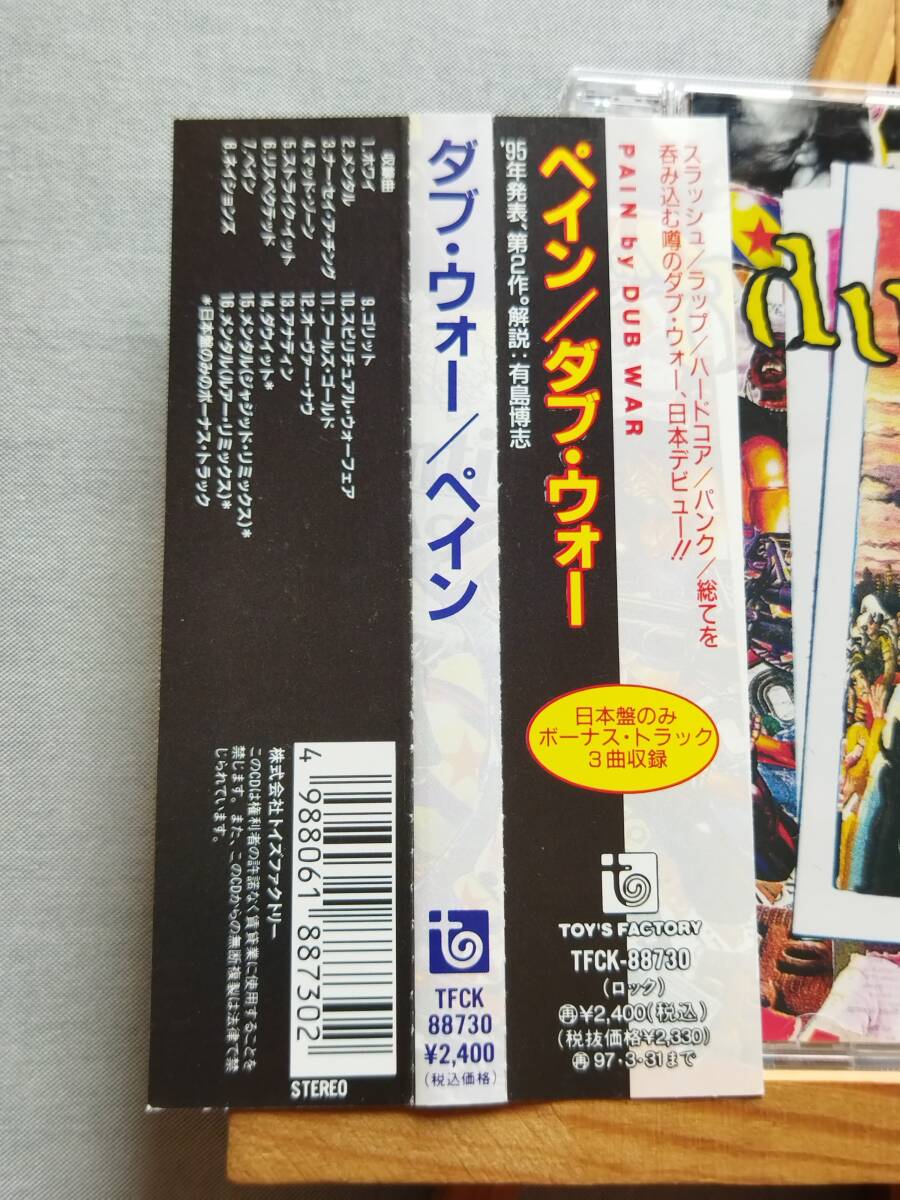 スラッシュ/ラップ/ハードコア/パンク/総てを
呑み込む噂のダブ・ウォー、日本デビュー!!
PAIN by DUB WAR
ペイン/ダブ・ウォー
'95年発表、第2作。解説:有島博志
日本盤のみ
ボーナス・トラック
3曲収録
TOY'S FACTORY
TFCK-88730
(ロック)
再¥2,400(税込)
(税抜価格¥2,330)
再97・3・31まで
ダブ・ウォー/ペイン
TFCK
88730
¥2,400
(税込価格)
収録曲
1.ホワイ
2.メンタル
3.ナー・セイ・ア・チング
4.マッド・ゾーン
5.ストライク・イット
6.リスペクテッド
7.ペイン
8.ネイションズ
9.ゴリット
10.スピリチュアル・ウォーフェア
11.フールズ・ゴールド
12.オーヴァー・ナウ
13.アナディン
14.ダウイット*
15.メンタル(ジャジッド・リミックス)*
16.メンタル(ルアー・リミックス)*
*日本盤のみのボーナス・トラック
株式会社トイズファクトリー
このCDは権利者の許諾なく賃貸業に使用することを
禁じます。また、このCDからの無断複製は法律で禁
じられています。
4 988061 887302
STEREO
du